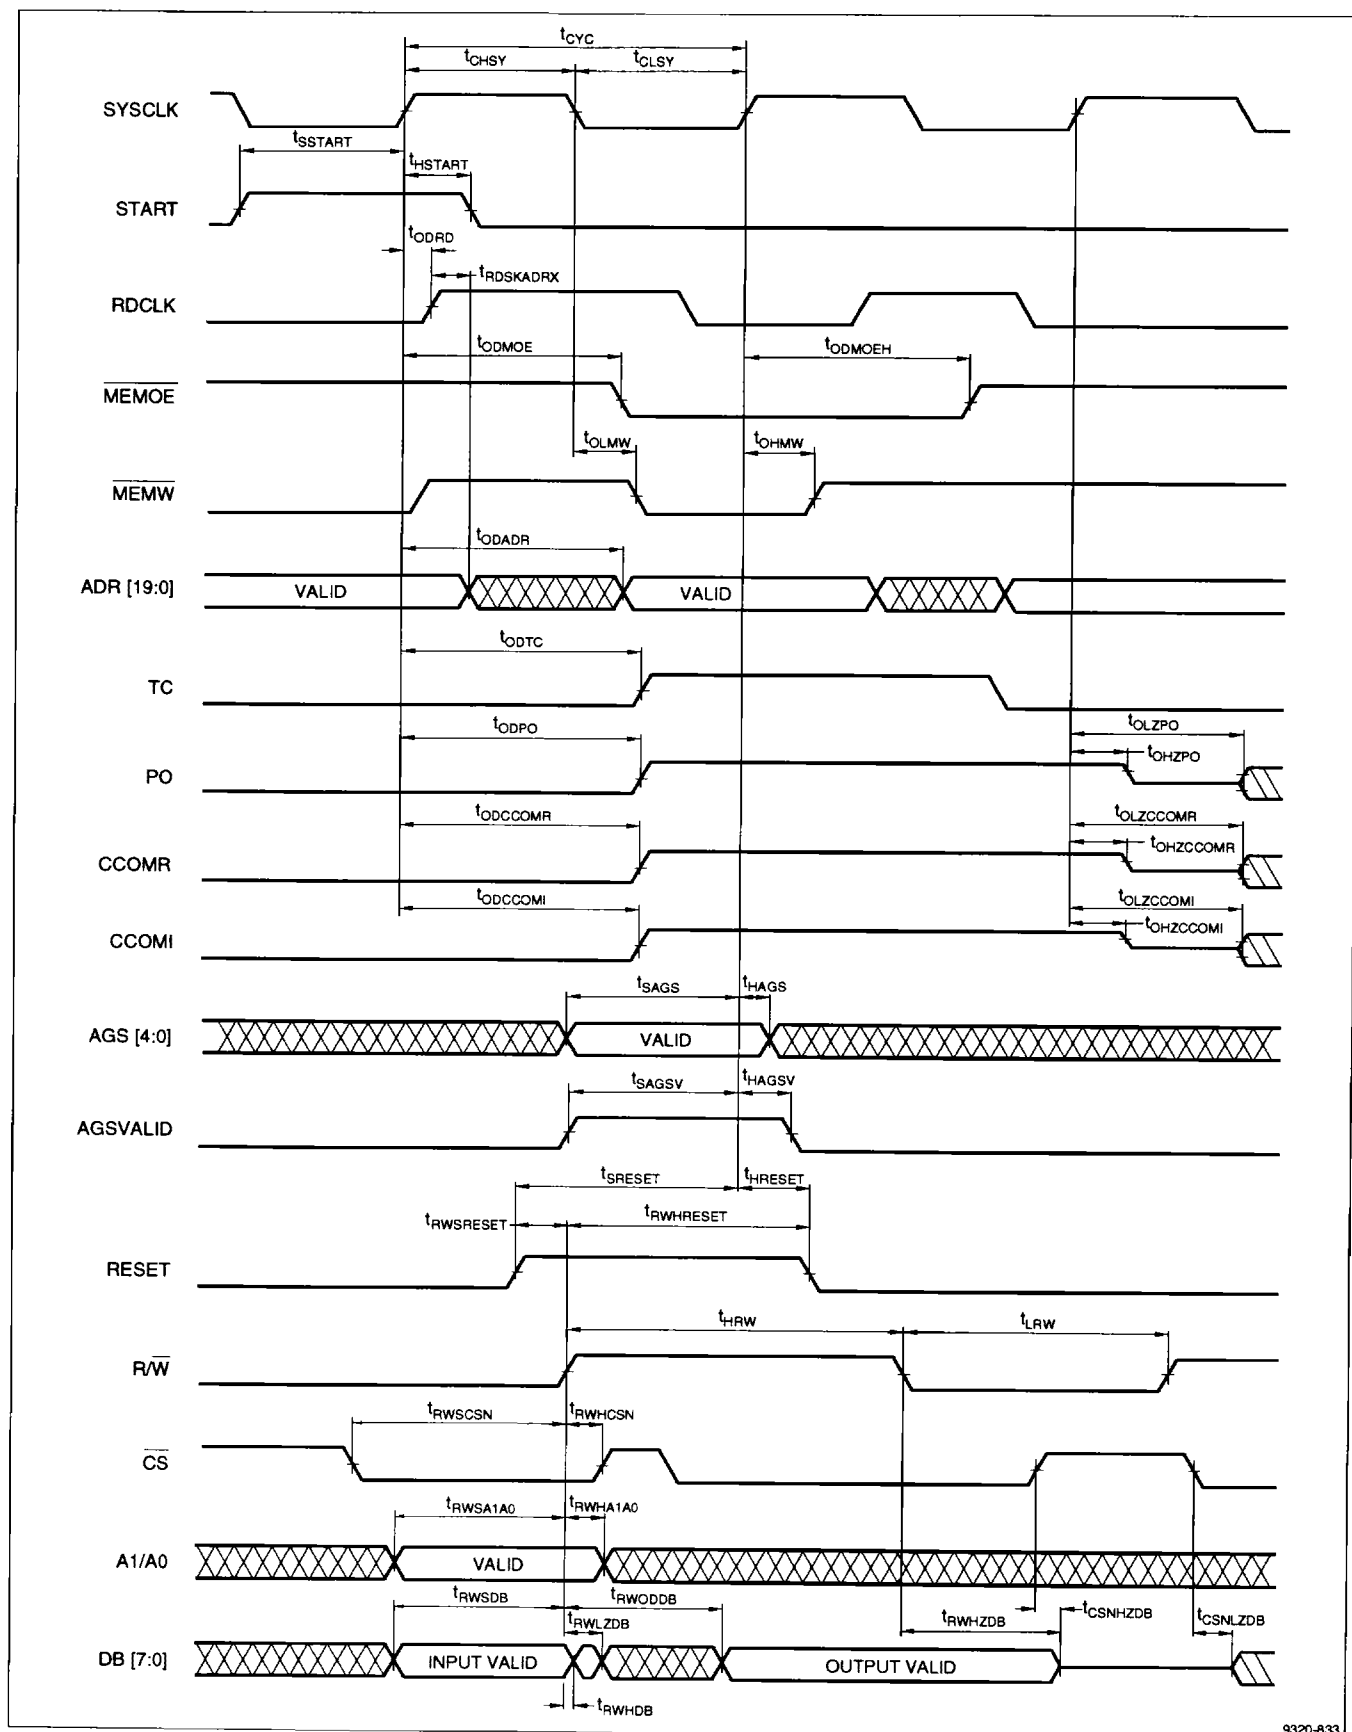 tCYC
tCHSY
tCLSY
SYSCLK
tSSTART
tHSTART
START
tODRD
tRDSKADRX
RDCLK
tODMOE
tODMOEH
MEMOE
tOLMW
tOHMW
MEMW
tODADR
ADR [19:0]
VALID
VALID
tODTC
TC
tODPO
tOLZPO
tOHZPO
PO
tODCCOMR
tOLZCCOMR
tOHZCCOMR
CCOMR
tODCCOMI
tOLZCCOMI
tOHZCCOMI
CCOMI
tSAGS
tHAGS
AGS [4:0]
VALID
tSAGSV
tHAGSV
AGSVALID
tSRESET
tHRESET
tRWSRESET
tRWHRESET
RESET
tHRW
tLRW
R/W
tRWSCSN
tRWHCSN
CS
tRWSA1A0
tRWHA1A0
A1/A0
VALID
tRWSDB
tRWODDB
tRWLZDB
tRWHZDB
tCSNHZDB
tCSNLZDB
DB [7:0]
INPUT VALID
OUTPUT VALID
tRWHDB
9320-833